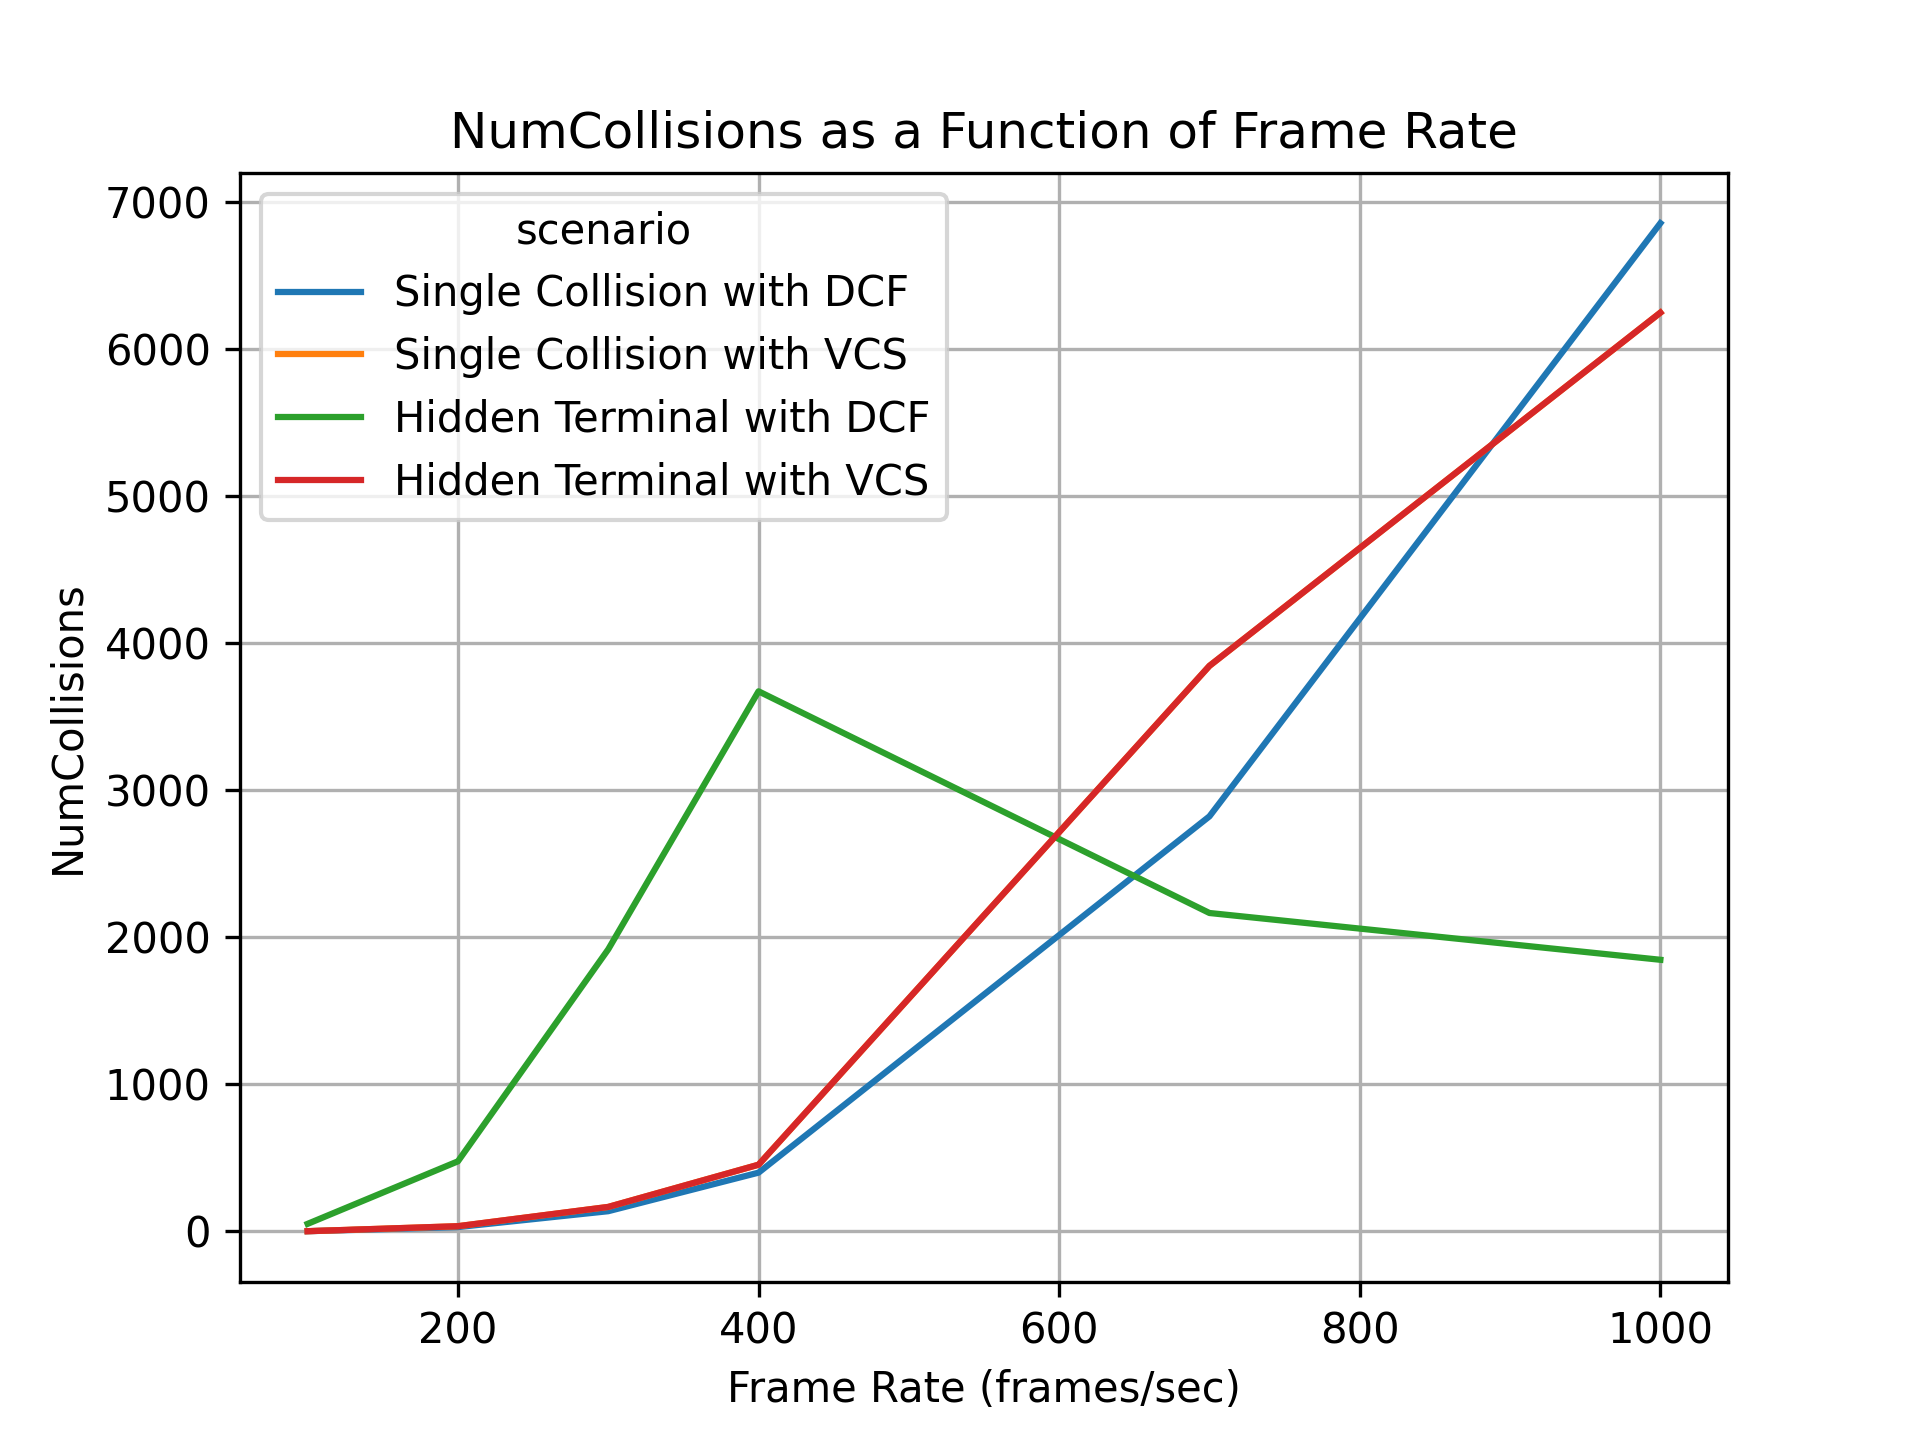 NumCollisions as a Function of Frame Rate
scenario
Single Collision with DCF
Single Collision with VCS
Hidden Terminal with DCF
Hidden Terminal with VCS
NumCollisions
7000
6000
5000
4000
3000
2000
1000
0
200 400 600 800 1000
Frame Rate (frames/sec)